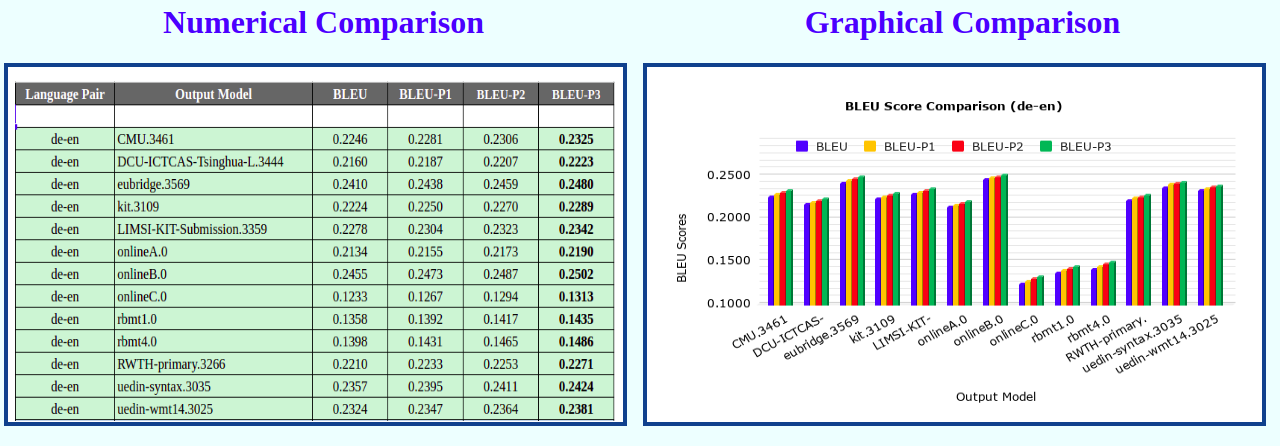 Numerical Comparison
Language Pair Output Model BLEU BLEU-P1 BLEU-P2 BLEU-P3
de-en CMU.3461 0.2246 0.2281 0.2306 0.2325
de-en DCU-ICTCAS-Tsinghua-L.3444 0.2160 0.2187 0.2207 0.2223
de-en eubridge.3569 0.2410 0.2438 0.2459 0.2480
de-en kit.3109 0.2224 0.2250 0.2270 0.2289
de-en LIMSI-KIT-Submission.3359 0.2278 0.2304 0.2323 0.2342
de-en onlineA.0 0.2134 0.2155 0.2173 0.2190
de-en onlineB.0 0.2455 0.2473 0.2487 0.2502
de-en onlineC.0 0.1233 0.1267 0.1294 0.1313
de-en rbmt1.0 0.1358 0.1392 0.1417 0.1435
de-en rbmt4.0 0.1398 0.1431 0.1465 0.1486
de-en RWTH-primary.3266 0.2210 0.2233 0.2253 0.2271
de-en uedin-syntax.3035 0.2357 0.2395 0.2411 0.2424
de-en uedin-wmt14.3025 0.2324 0.2347 0.2364 0.2381
Graphical Comparison
BLEU Score Comparison (de-en)
BLEU BLEU-P1 BLEU-P2 BLEU-P3
BLEU Scores
0.2500
0.2000
0.1500
0.1000
CMU.3461
DCU-ICTCAS-
eubridge.3569
kit.3109
LIMSI-KIT-
onlineA.0
onlineB.0
onlineC.0
rbmt1.0
rbmt4.0
RWTH-primary.
uedin-syntax.3035
uedin-wmt14.3025
Output Model